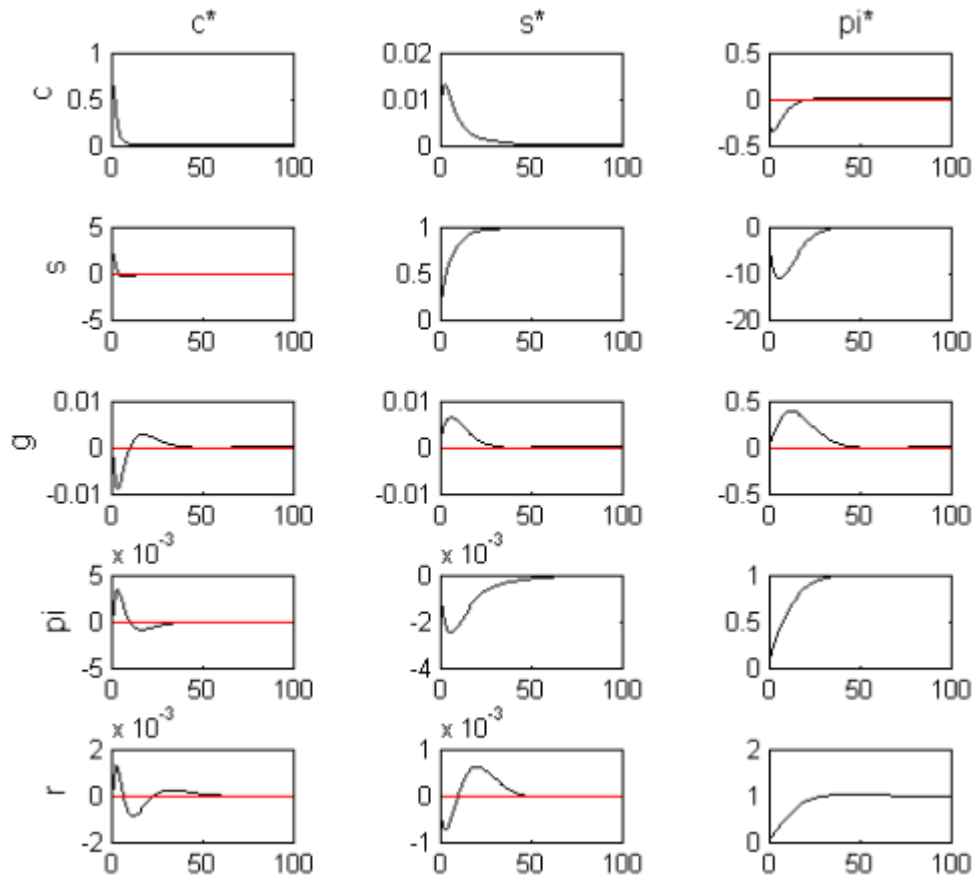 c* s* pi*
c 1 0.5 0 0 50 100
0.02 0.01 0 0 50 100
0.5 0 -0.5 0 50 100
s 5 0 -5 0 50 100
1 0.5 0 0 50 100
0 -10 -20 0 50 100
g 0.01 0 -0.01 0 50 100
0.01 0 -0.01 0 50 100
0.5 0 -0.5 0 50 100
pi x 10^-3 5 0 -5 0 50 100
x 10^-3 0 -2 -4 0 50 100
1 0.5 0 0 50 100
r x 10^-3 2 0 -2 0 50 100
x 10^-3 1 0 -1 0 50 100
2 1 0 0 50 100